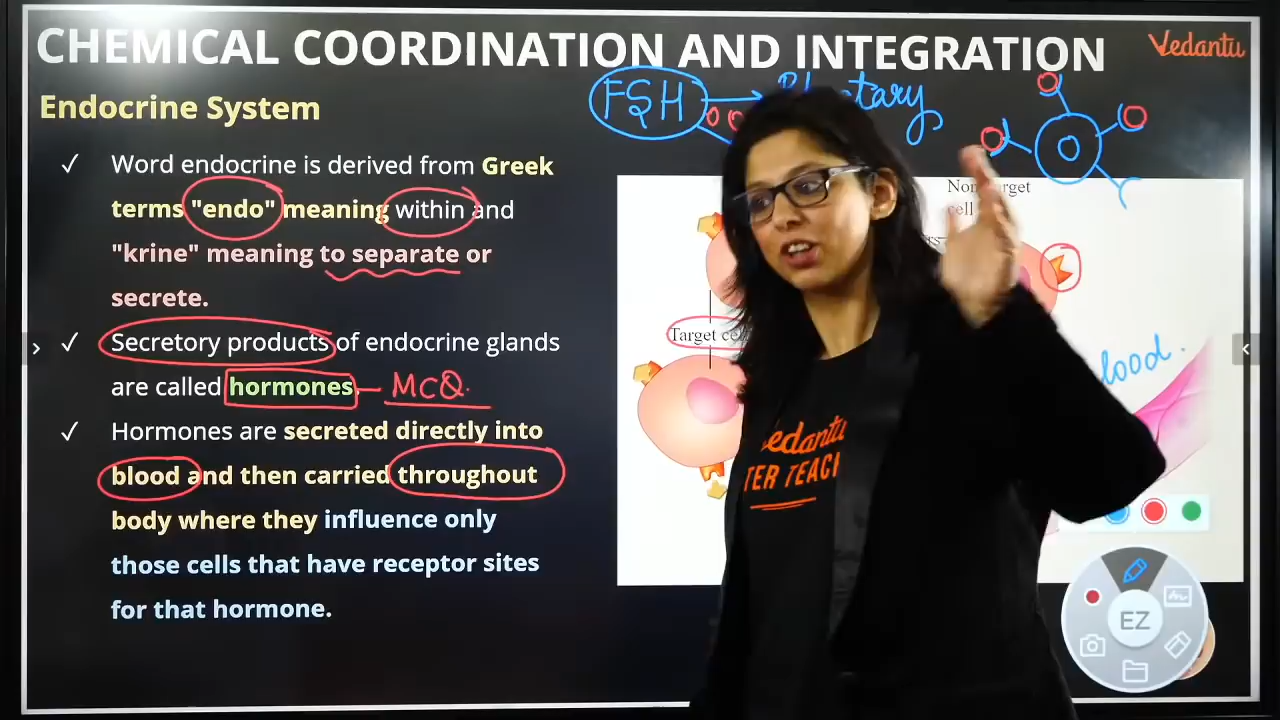 CHEMICAL COORDINATION AND INTEGRATION
Vedantu
Endocrine System
FSH
✓ Word endocrine is derived from Greek
terms "endo" meaning within and
"krine" meaning to separate or
secrete.
✓ Secretory products of endocrine glands
are called hormones. McQ.
✓ Hormones are secreted directly into
blood and then carried throughout
body where they influence only
those cells that have receptor sites
for that hormone.
Target
cell
edantu
TER TEACH
EZ